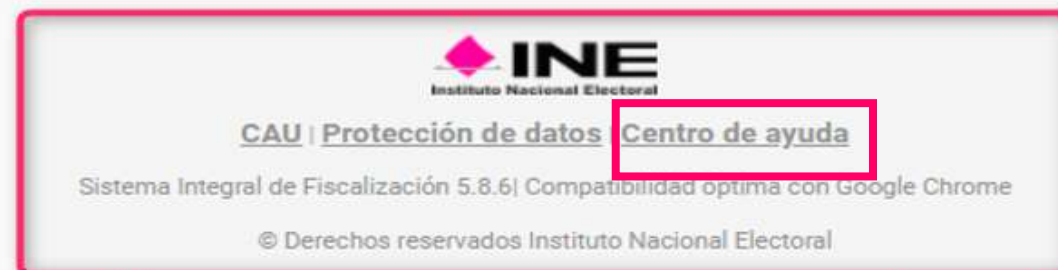 INE
Instituto Nacional Electoral
CAU | Protección de datos | Centro de ayuda
Sistema Integral de Fiscalización 5.8.6| Compatibilidad óptima con Google Chrome
© Derechos reservados Instituto Nacional Electoral